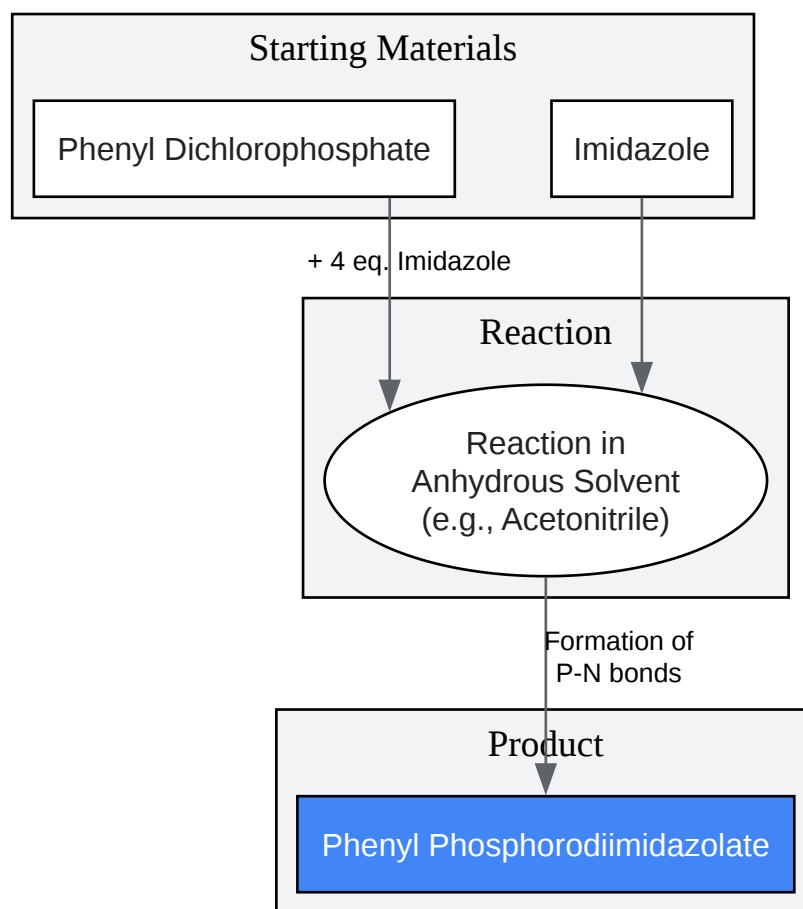 Starting Materials
Phenyl Dichlorophosphate
Imidazole
+ 4 eq. Imidazole
Reaction
Reaction in
Anhydrous Solvent
(e.g., Acetonitrile)
Formation of
P-N bonds
Product
Phenyl Phosphorodiimidazolate